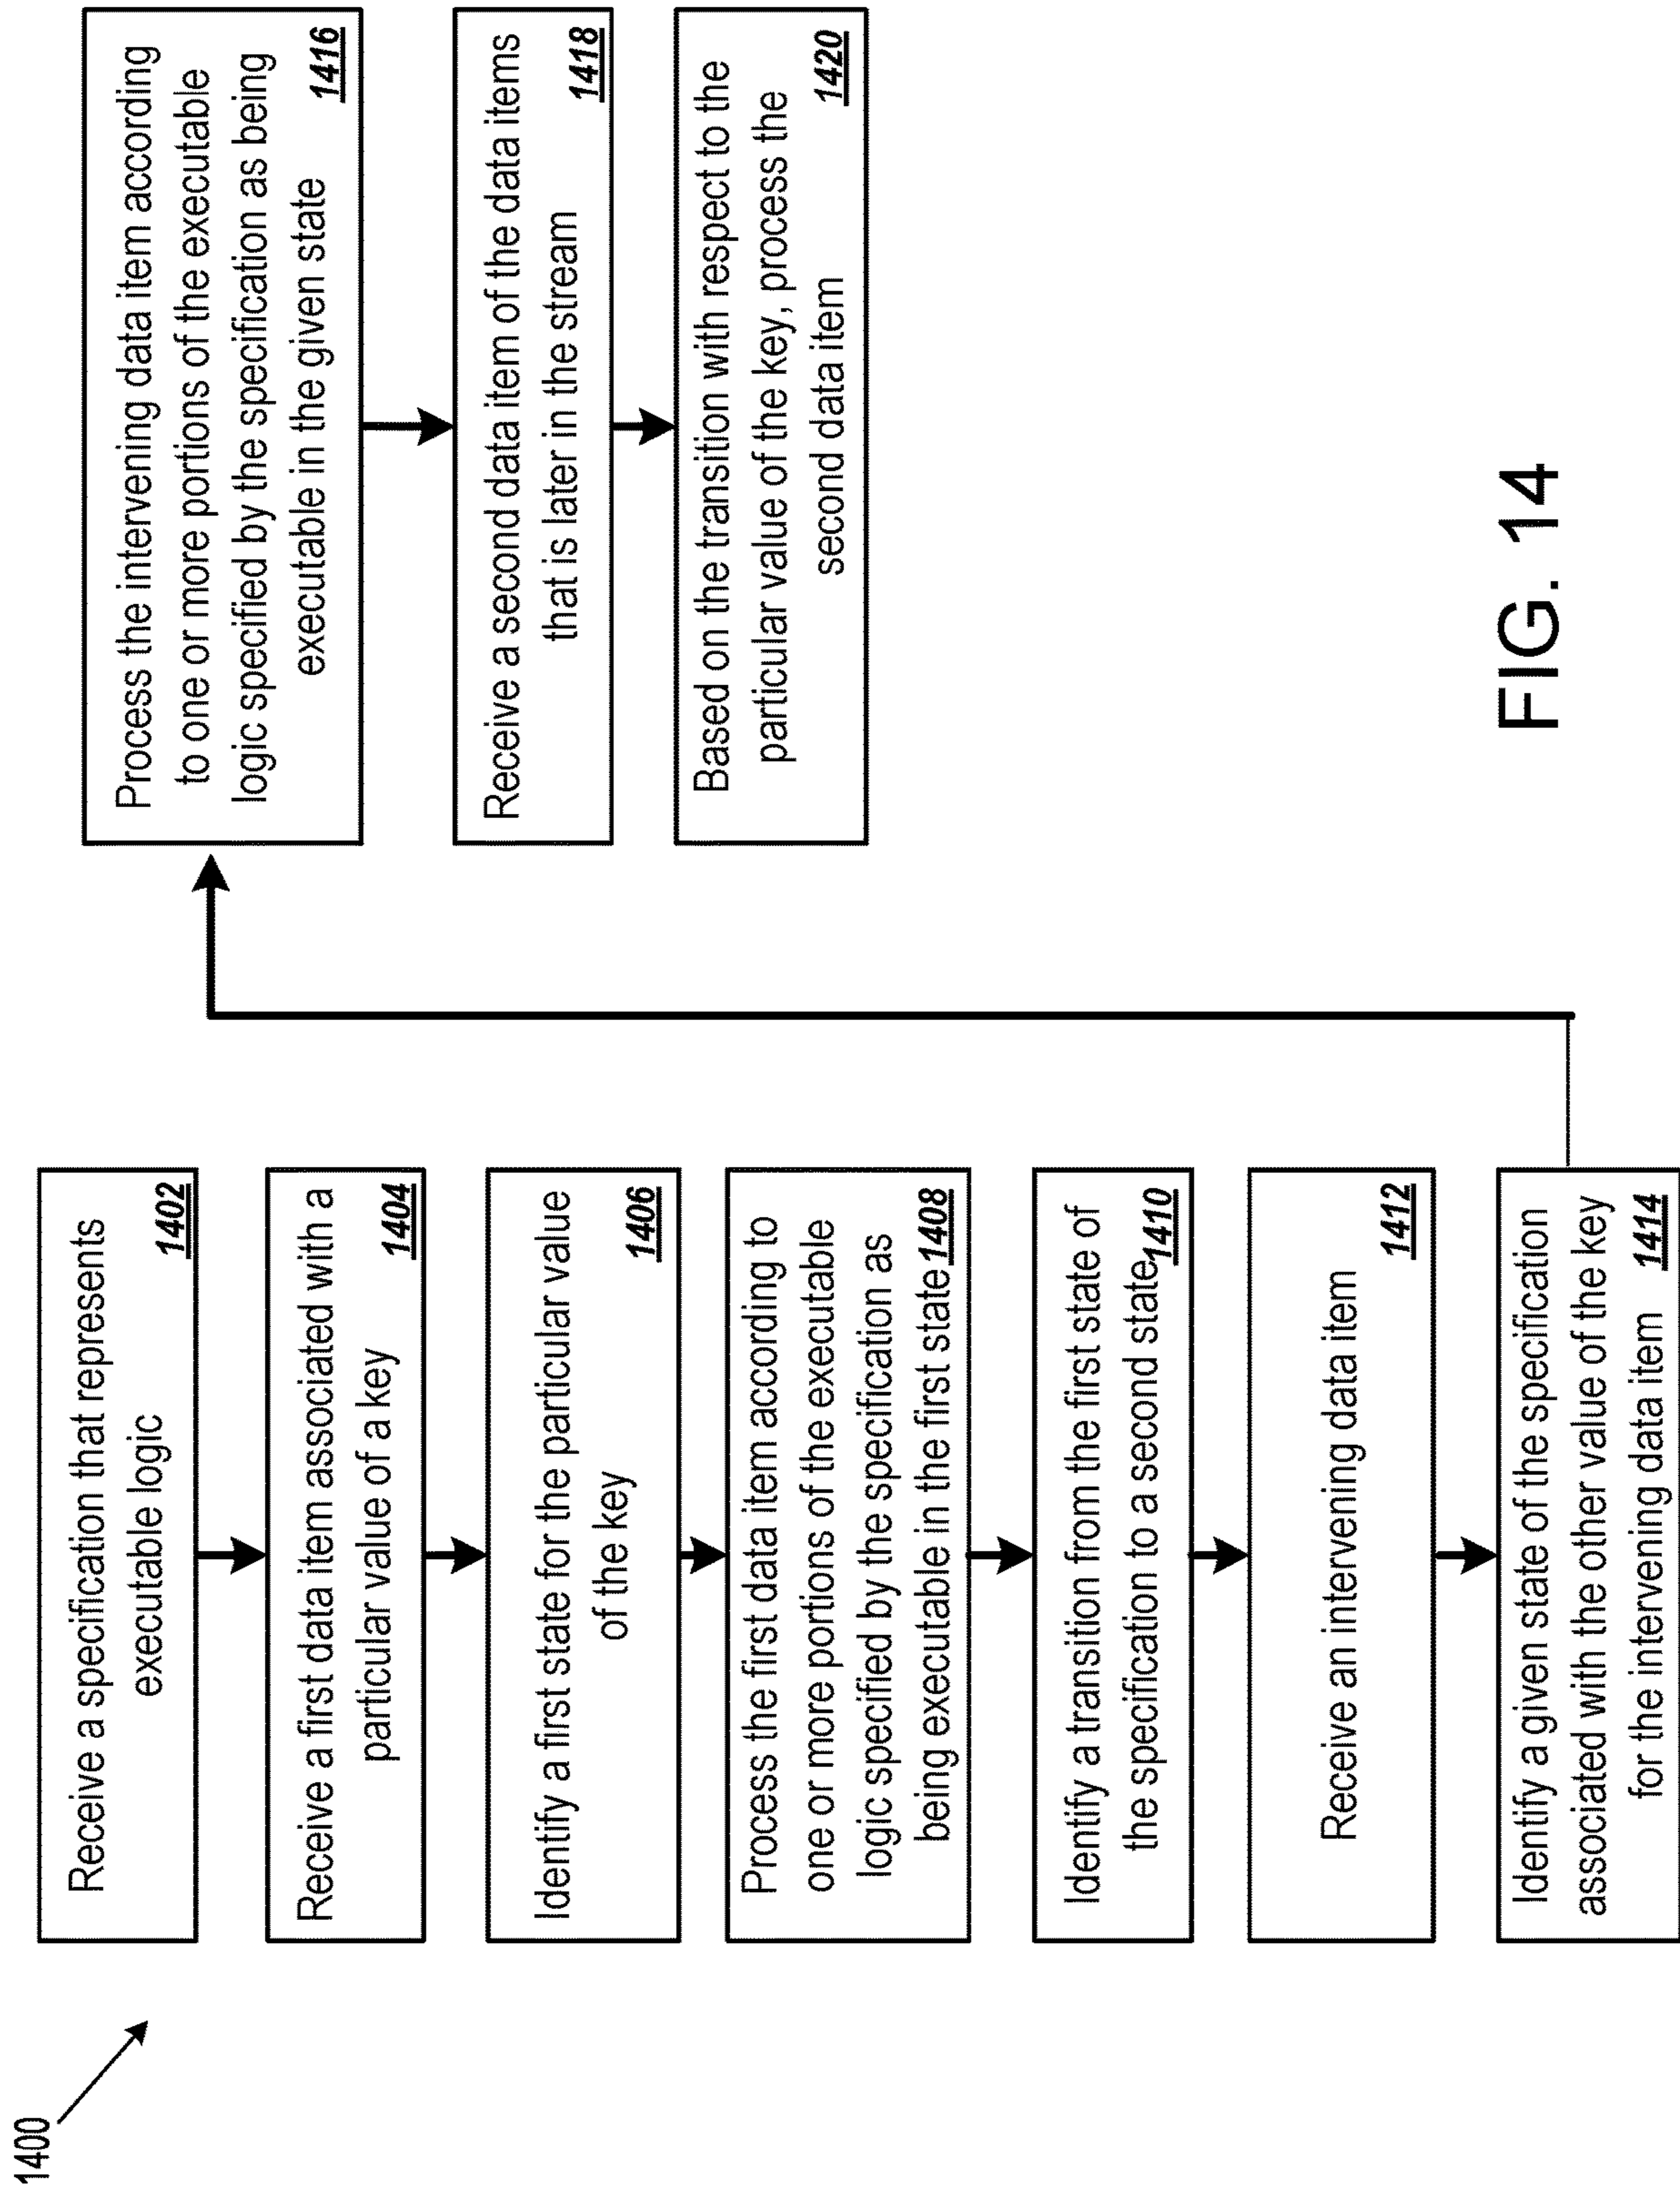 1400
Receive a specification that represents
executable logic
1402
Receive a first data item associated with a
particular value of a key
1404
Identify a first state for the particular value
of the key
1406
Process the first data item according to
one or more portions of the executable
logic specified by the specification as
being executable in the first state
1408
Identify a transition from the first state of
the specification to a second state
1410
Receive an intervening data item
1412
Identify a given state of the specification
associated with the other value of the key
for the intervening data item
1414
Process the intervening data item according
to one or more portions of the executable
logic specified by the specification as being
executable in the given state
1416
Receive a second data item of the data items
that is later in the stream
1418
Based on the transition with respect to the
particular value of the key, process the
second data item
1420
FIG. 14